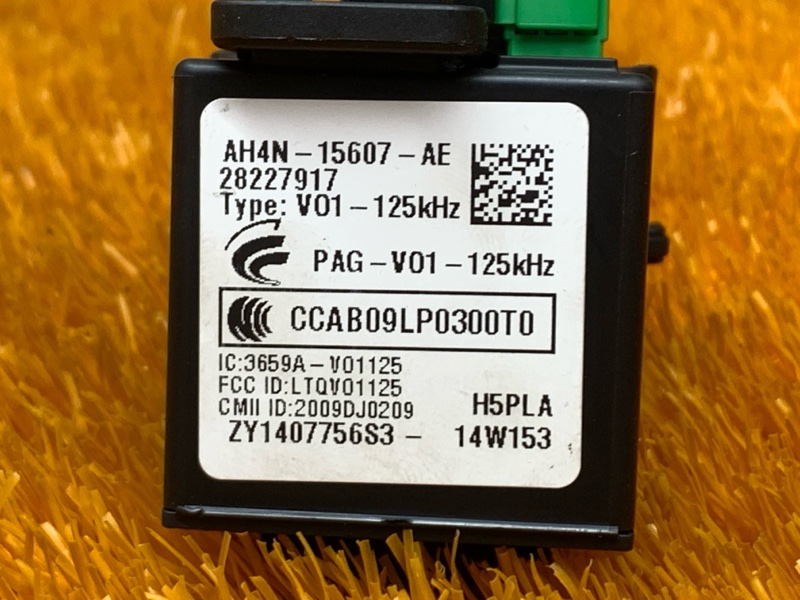 AH4N-15607-AE
28227917
Type: V01-125kHz
PAG-V01-125kHz
CCAB09LP0300T0
IC:3659A-V01125
FCC ID:LTQV01125
CMII ID:2009DJ0209
H5PLA
ZY1407756S3- 14W153